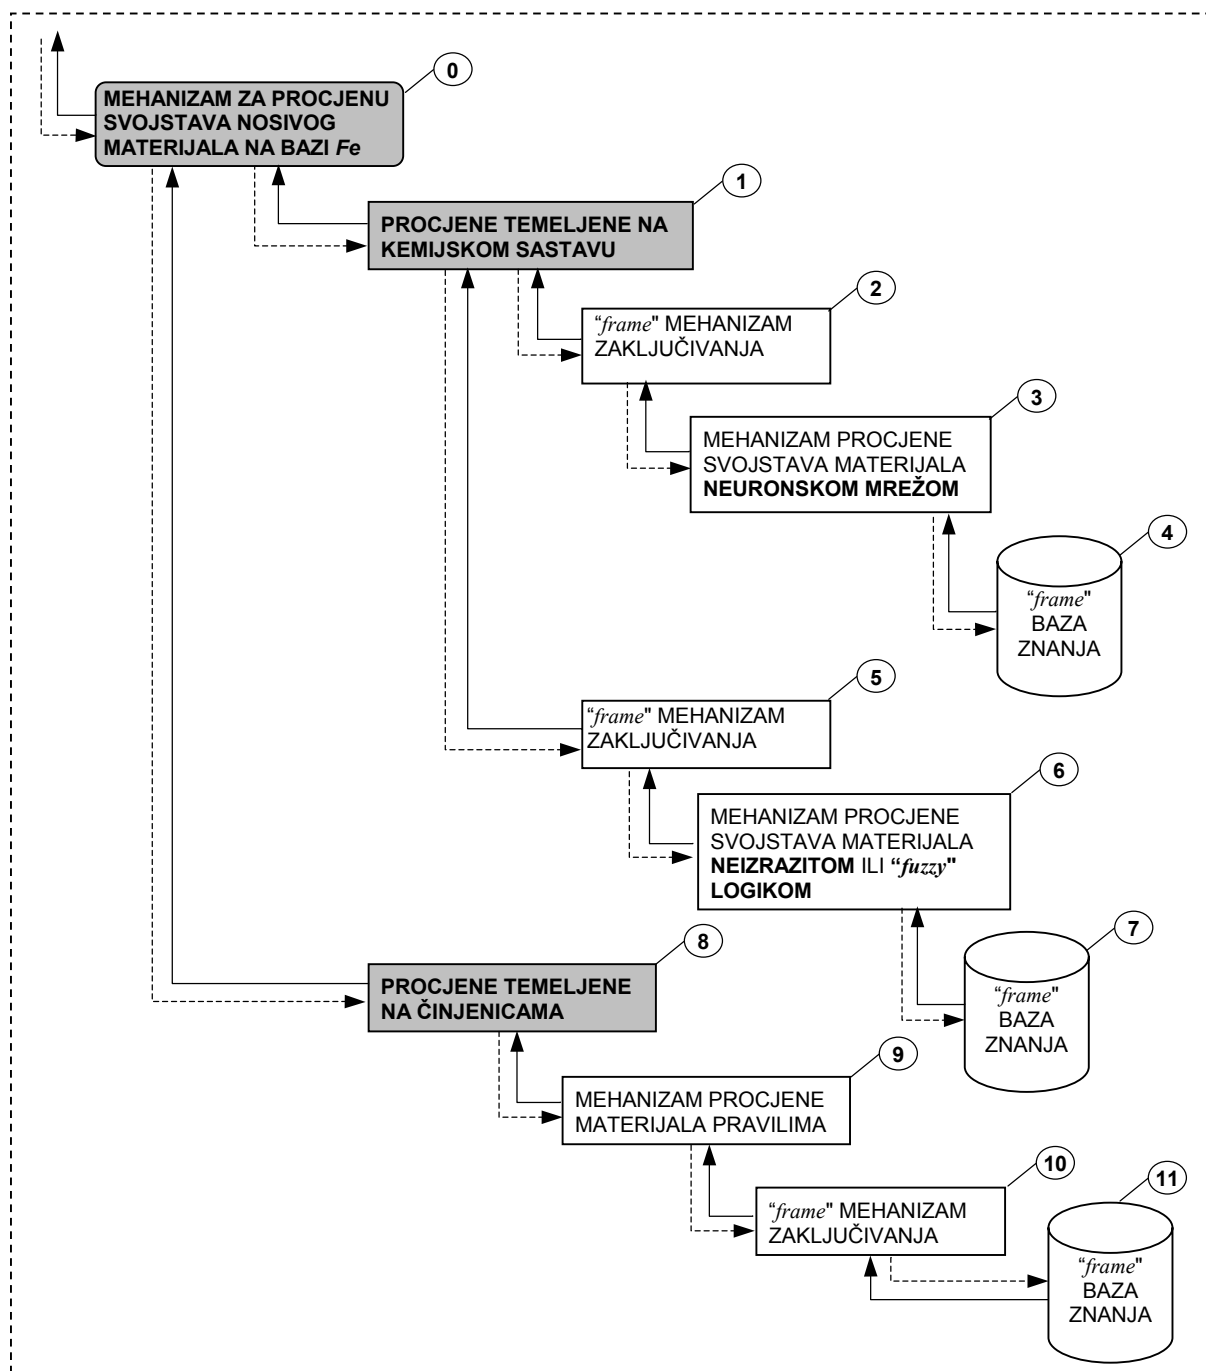 0
MEHANIZAM ZA PROCJENU
SVOJSTAVA NOSIVOG
MATERIJALA NA BAZI Fe
1
PROCJENE TEMELJENE NA
KEMIJSKOM SASTAVU
2
“frame" MEHANIZAM
ZAKLJUČIVANJA
3
MEHANIZAM PROCJENE
SVOJSTAVA MATERIJALA
NEURONSKOM MREŽOM
4
“frame"
BAZA
ZNANJA
5
“frame" MEHANIZAM
ZAKLJUČIVANJA
6
MEHANIZAM PROCJENE
SVOJSTAVA MATERIJALA
NEIZRAZITOM ILI “fuzzy"
LOGIKOM
7
“frame"
BAZA
ZNANJA
8
PROCJENE TEMELJENE
NA ČINJENICAMA
9
MEHANIZAM PROCJENE
MATERIJALA PRAVILIMA
10
“frame" MEHANIZAM
ZAKLJUČIVANJA
11
“frame"
BAZA
ZNANJA